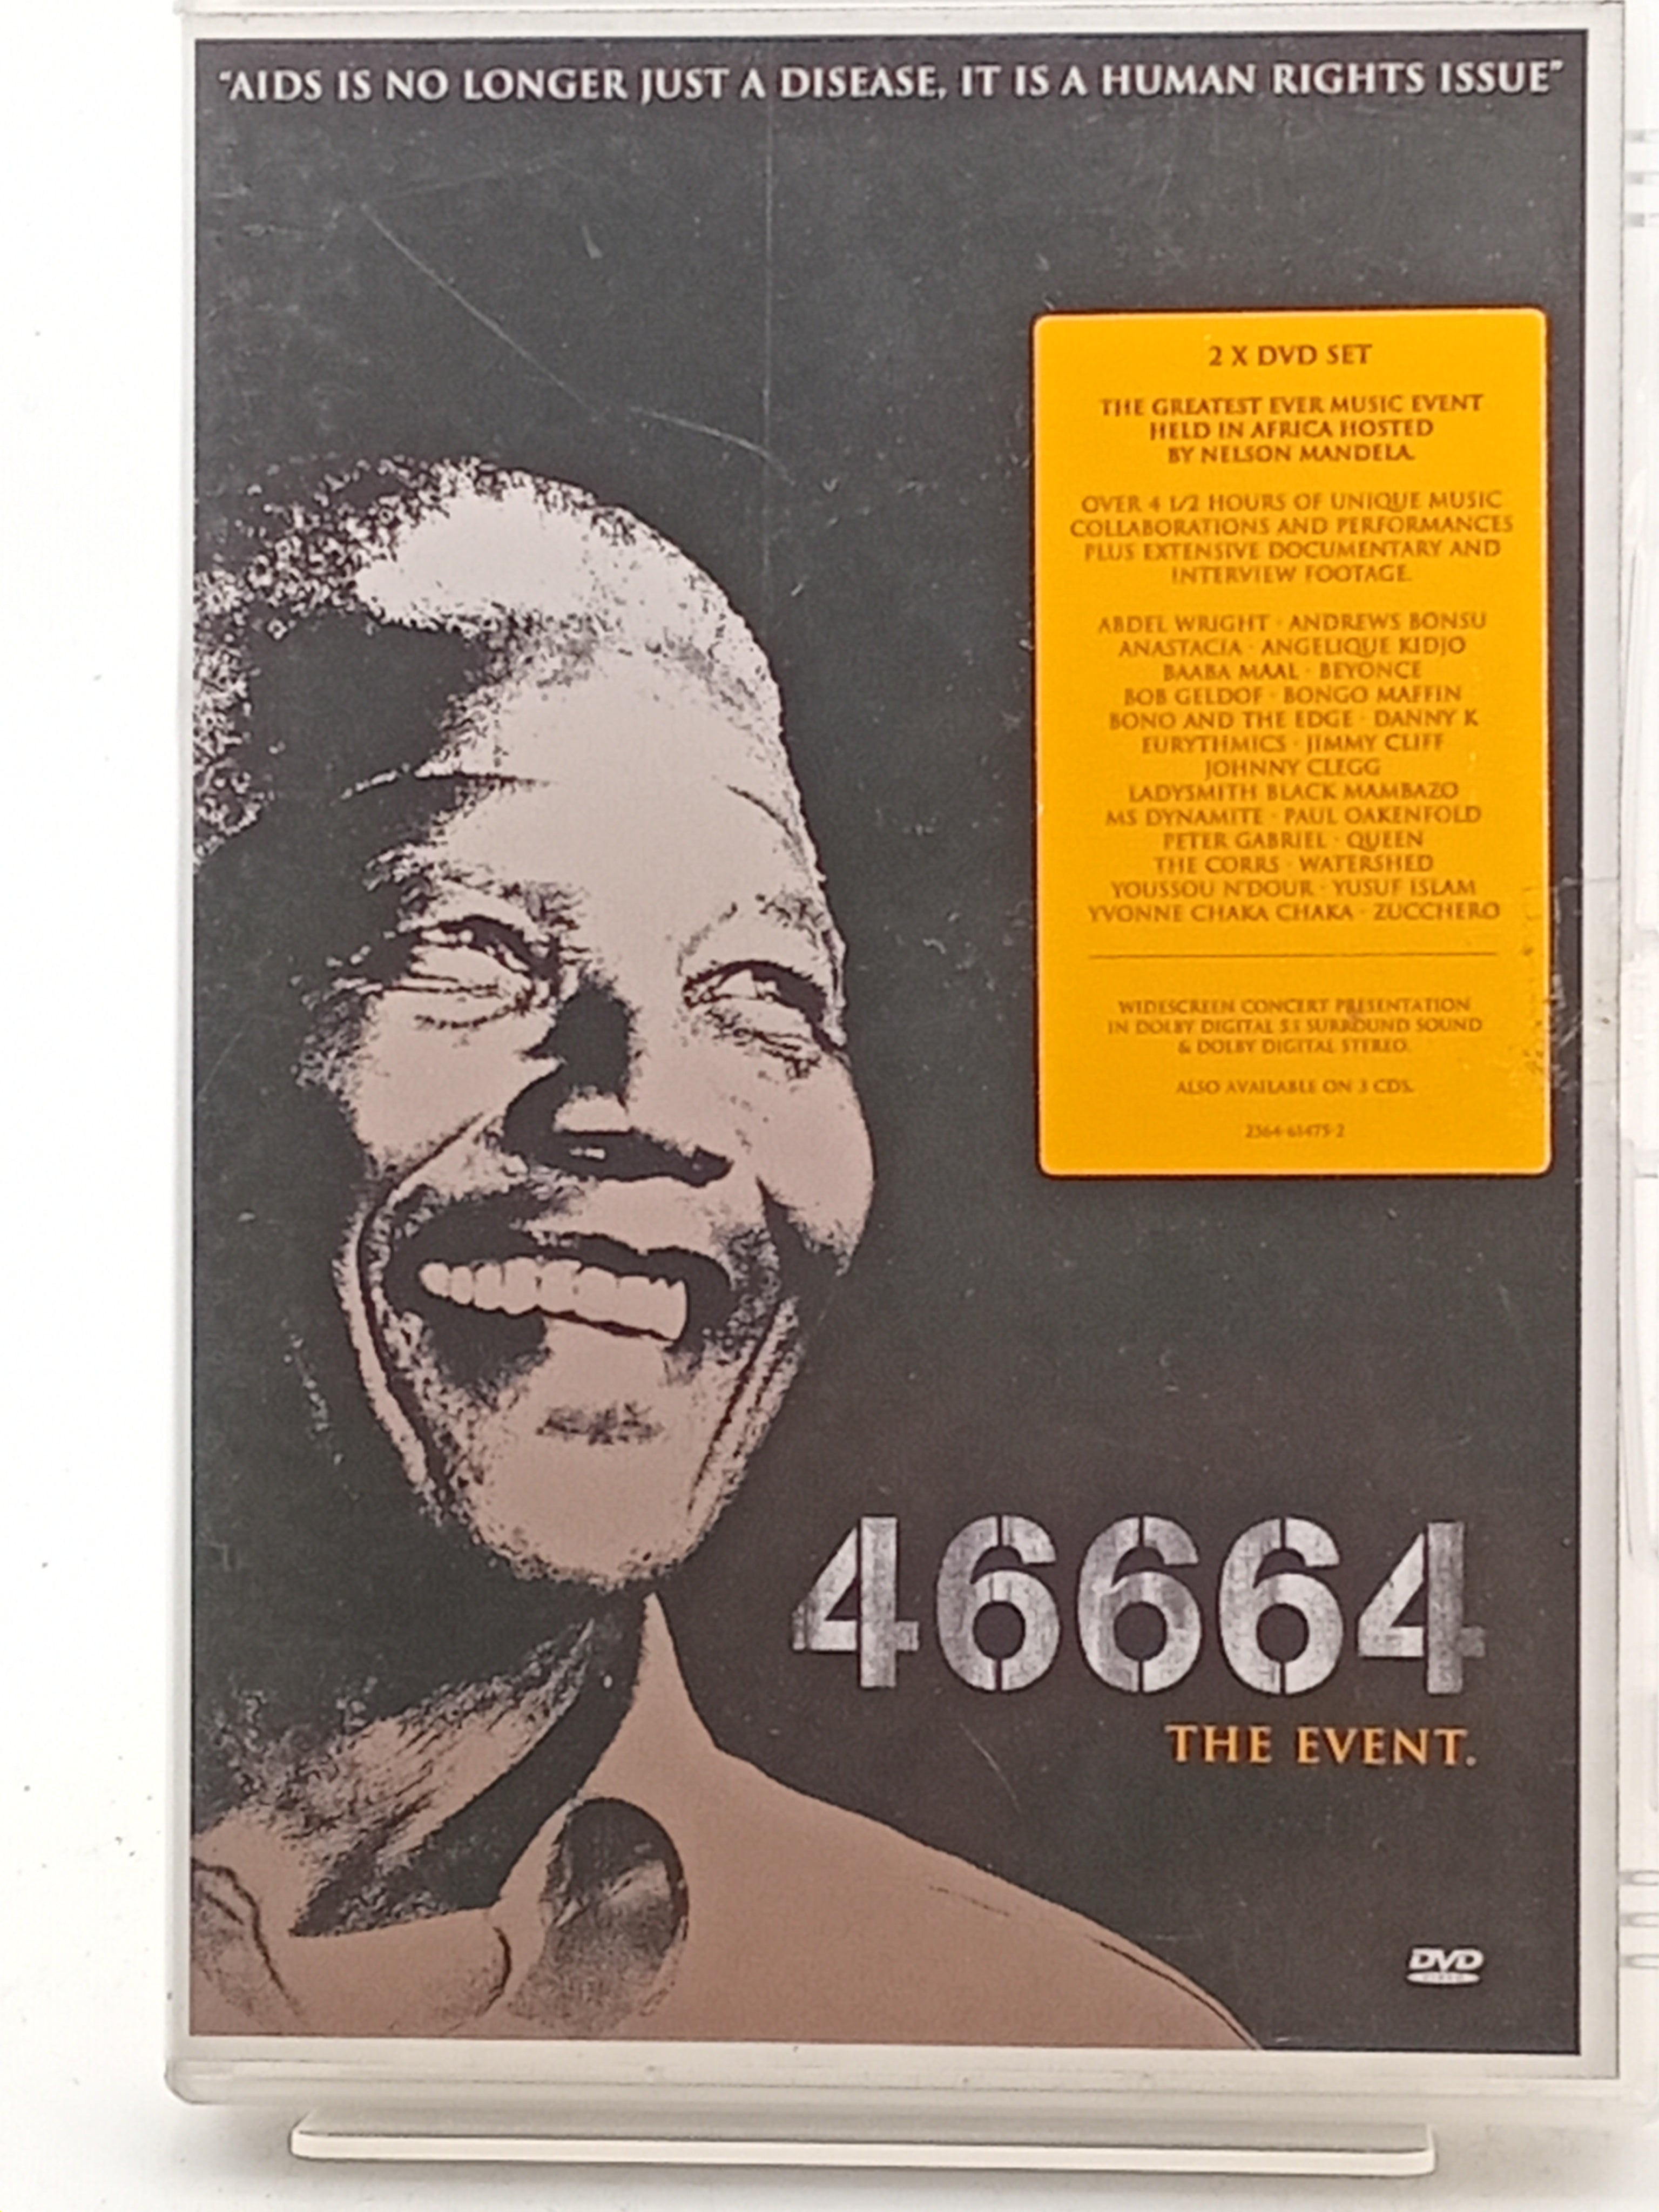 "AIDS IS NO LONGER JUST A DISEASE, IT IS A HUMAN RIGHTS ISSUE"
2 X DVD SET
THE GREATEST EVER MUSIC EVENT
HELD IN AFRICA HOSTED
BY NELSON MANDELA.
OVER 4 1/2 HOURS OF UNIQUE MUSIC
COLLABORATIONS AND PERFORMANCES
PLUS EXTENSIVE DOCUMENTARY AND
INTERVIEW FOOTAGE.
ABDEL WRIGHT · ANDREWS BONSU
ANASTACIA · ANGELIQUE KIDJO
BAABA MAAL · BEYONCE
BOB GELDOF · BONGO MAFFIN
BONO AND THE EDGE · DANNY K
EURYTHMICS · JIMMY CLIFF
JOHNNY CLEGG
LADYSMITH BLACK MAMBAZO
MS DYNAMITE · PAUL OAKENFOLD
PETER GABRIEL · QUEEN
THE CORRS · WATERSHED
YOUSSOU N'DOUR · YUSUF ISLAM
YVONNE CHAKA CHAKA · ZUCCHERO
WIDESCREEN CONCERT PRESENTATION
IN DOLBY DIGITAL 5.1 SURROUND SOUND
& DOLBY DIGITAL STEREO.
ALSO AVAILABLE ON 3 CDS.
46664
THE EVENT.
DVD